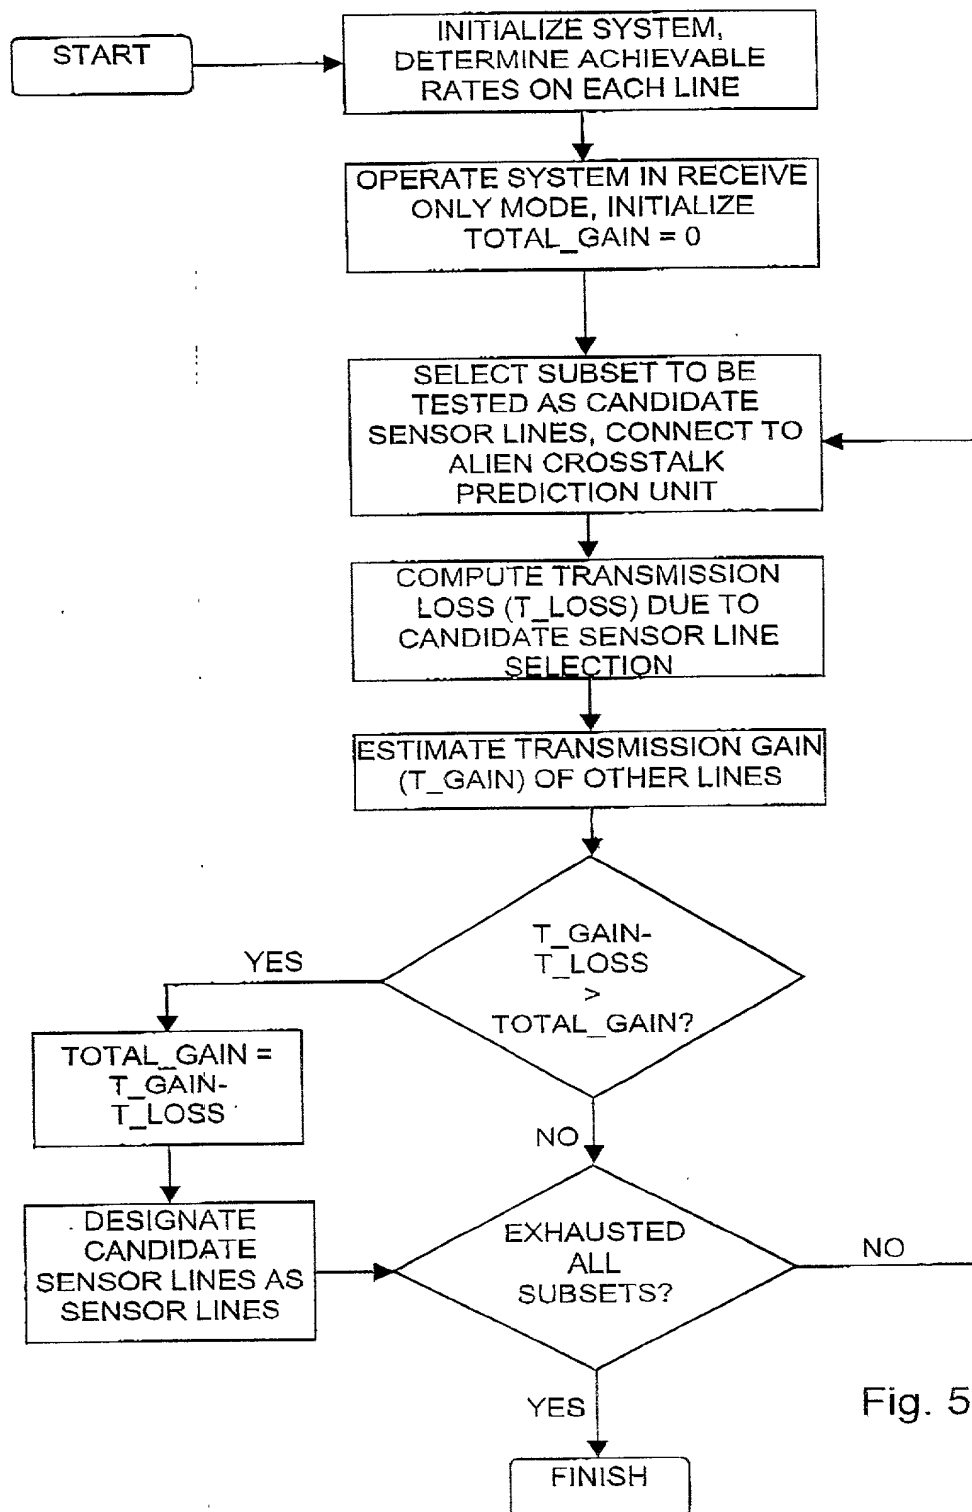 START
INITIALIZE SYSTEM,
DETERMINE ACHIEVABLE
RATES ON EACH LINE
OPERATE SYSTEM IN RECEIVE
ONLY MODE, INITIALIZE
TOTAL_GAIN = 0
SELECT SUBSET TO BE
TESTED AS CANDIDATE
SENSOR LINES, CONNECT TO
ALIEN CROSSTALK
PREDICTION UNIT
COMPUTE TRANSMISSION
LOSS (T_LOSS) DUE TO
CANDIDATE SENSOR LINE
SELECTION
ESTIMATE TRANSMISSION GAIN
(T_GAIN) OF OTHER LINES
T_GAIN-
T_LOSS
>
TOTAL_GAIN?
YES
TOTAL_GAIN =
T_GAIN-
T_LOSS
NO
DESIGNATE
CANDIDATE
SENSOR LINES AS
SENSOR LINES
EXHAUSTED
ALL
SUBSETS?
NO
YES
Fig. 5
FINISH